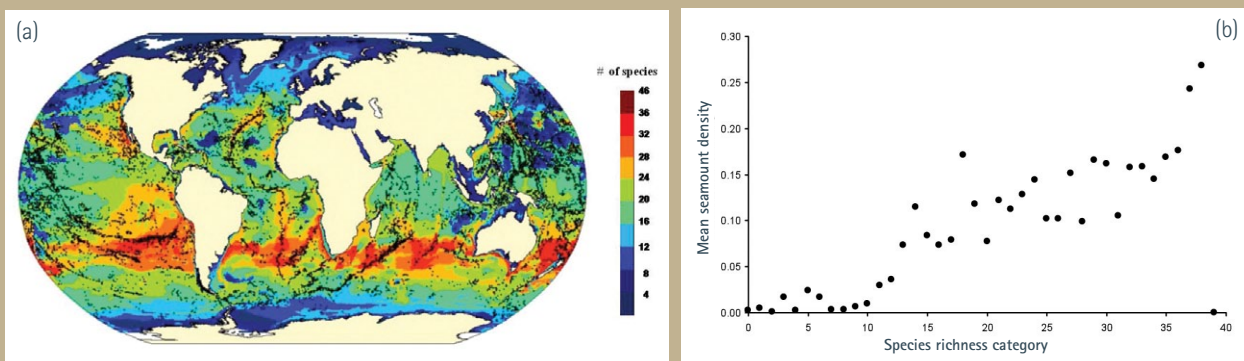 (a)
# of species
46
36
32
28
24
20
16
12
8
4
(b)
Mean seamount density
0.30
0.25
0.20
0.15
0.10
0.05
0.00
0 5 10 15 20 25 30 35 40
Species richness category